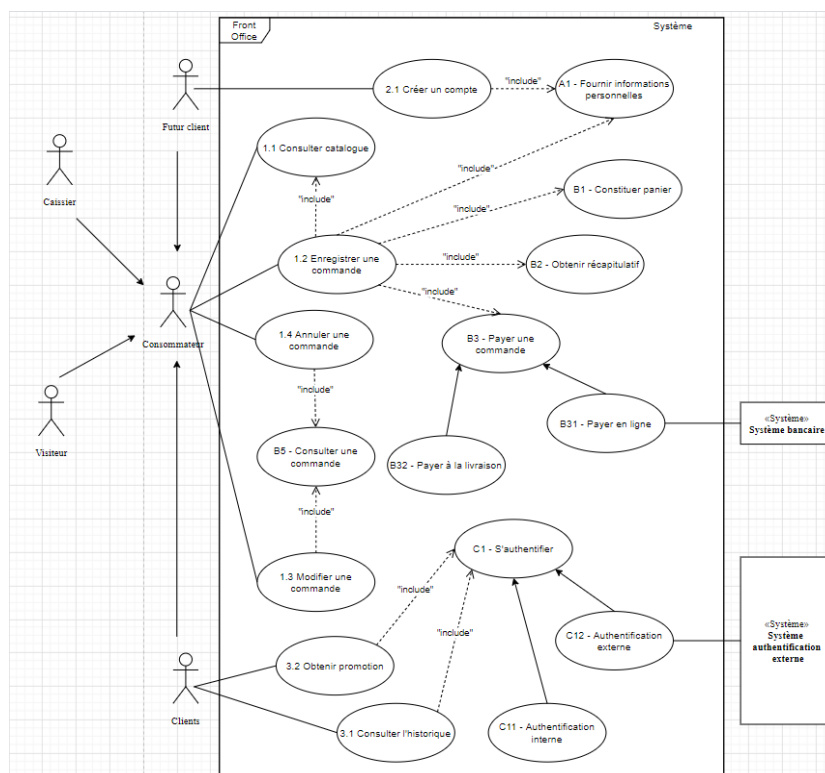 Front
Office
Système
2.1 Créer un compte
"include"
A1 - Fournir informations
personnelles
Futur client
1.1 Consulter catalogue
"include"
Caissier
"include"
B1 - Constituer panier
"include"
1.2 Enregistrer une
commande
"include"
B2 - Obtenir récapitulatif
"include"
Consommateur
1.4 Annuler une
commande
B3 - Payer une
commande
"include"
Visiteur
B31 - Payer en ligne
«Système»
Système bancaire
B5 - Consulter une
commande
B32 - Payer à la livraison
"include"
C1 - S'authentifier
1.3 Modifier une
commande
"include"
"include"
C12 - Authentification
externe
«Système»
Système
authentification
externe
3.2 Obtenir promotion
Clients
3.1 Consulter l'historique
C11 - Authentification
interne